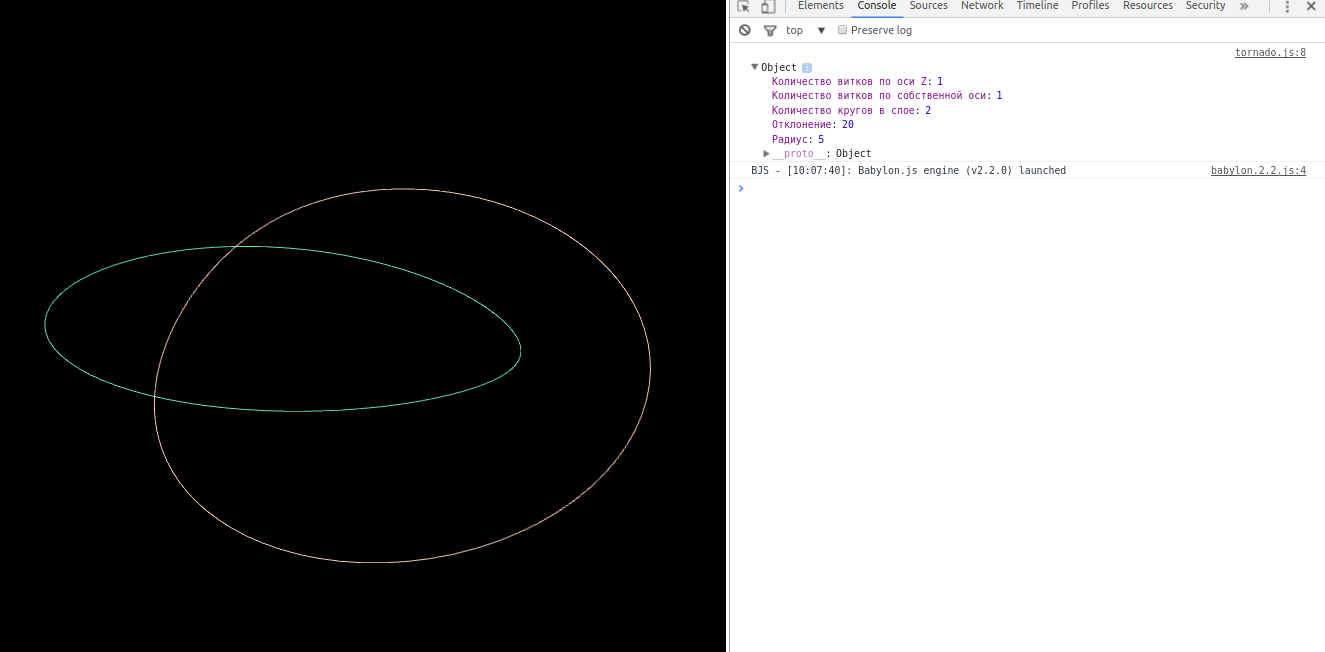 Elements Console Sources Network Timeline Profiles Resources Security »
top ▼ Preserve log
tornado.js:8
▼Object i
Количество витков по оси Z: 1
Количество витков по собственной оси: 1
Количество кругов в слое: 2
Отклонение: 20
Радиус: 5
▶__proto__: Object
BJS - [10:07:40]: Babylon.js engine (v2.2.0) launched babylon.2.2.js:4